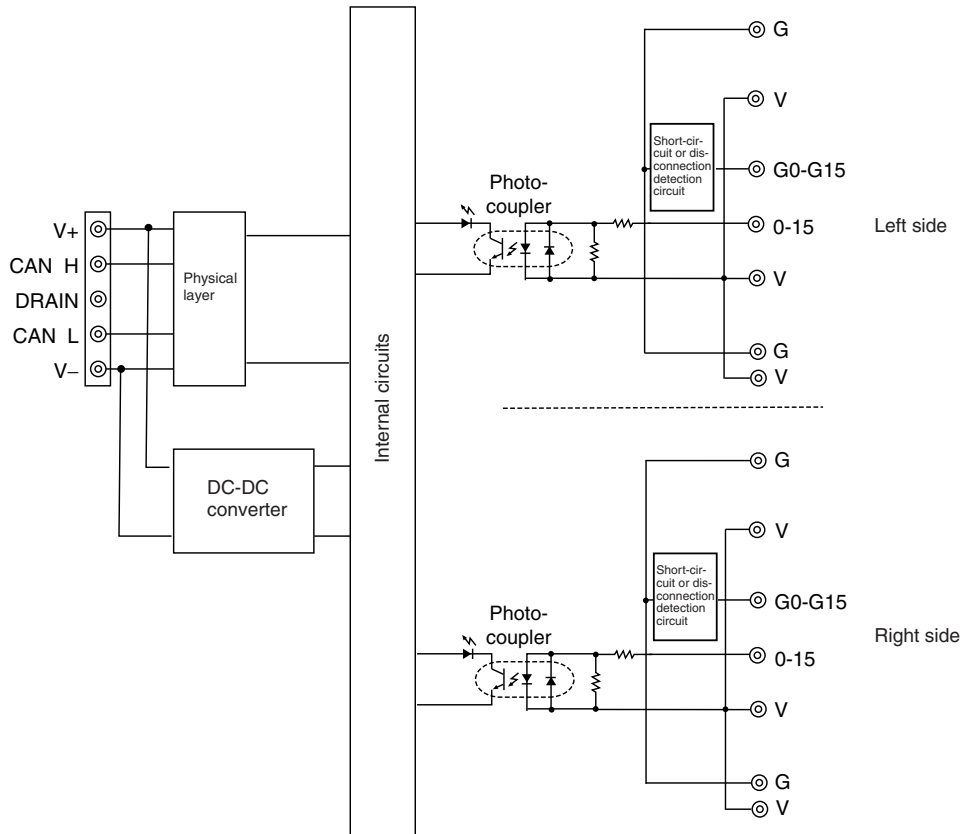 G
V
Short-cir-
cuit or dis-
connection
detection
circuit
G0-G15
Photo-
coupler
0-15
Left side
V
G
V
V+
CAN H
DRAIN
CAN L
V–
Physical
layer
Internal circuits
DC-DC
converter
G
V
Short-cir-
cuit or dis-
connection
detection
circuit
G0-G15
Photo-
coupler
0-15
Right side
V
G
V